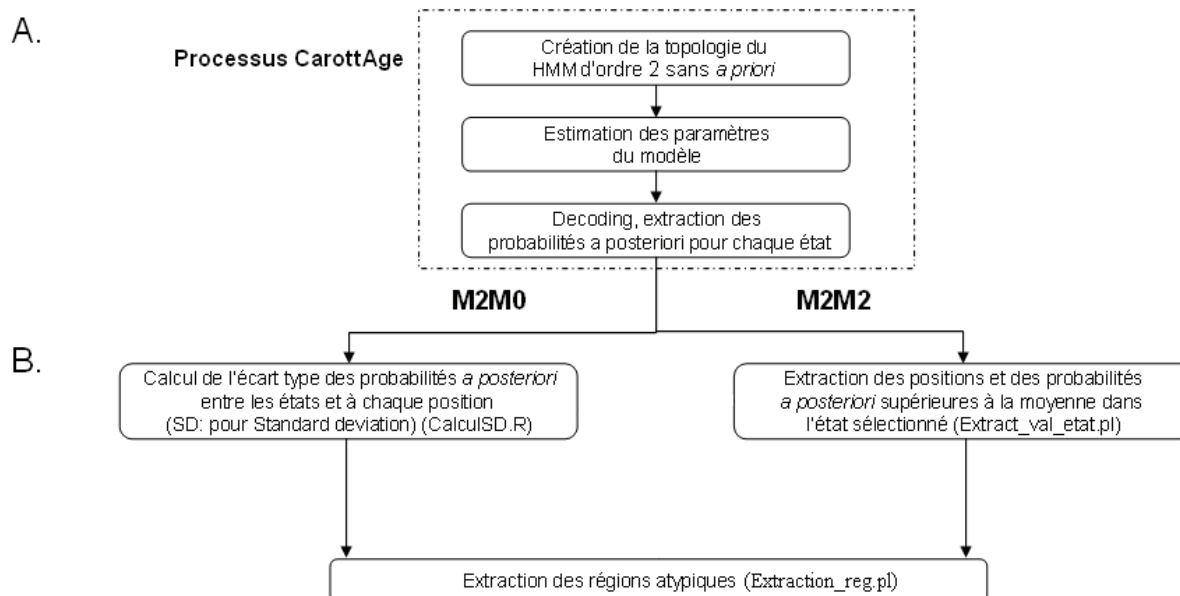 A.
Processus CarottAge
Création de la topologie du
HMM d'ordre 2 sans a priori
Estimation des paramètres
du modèle
Decoding, extraction des
probabilités a posteriori pour chaque état
M2M0
M2M2
B.
Calcul de l'écart type des probabilités a posteriori
entre les états et à chaque position
(SD: pour Standard deviation) (CalculSD.R)
Extraction des positions et des probabilités
a posteriori supérieures à la moyenne dans
l'état sélectionné (Extract_val_etat.pl)
Extraction des régions atypiques (Extraction_reg.pl)